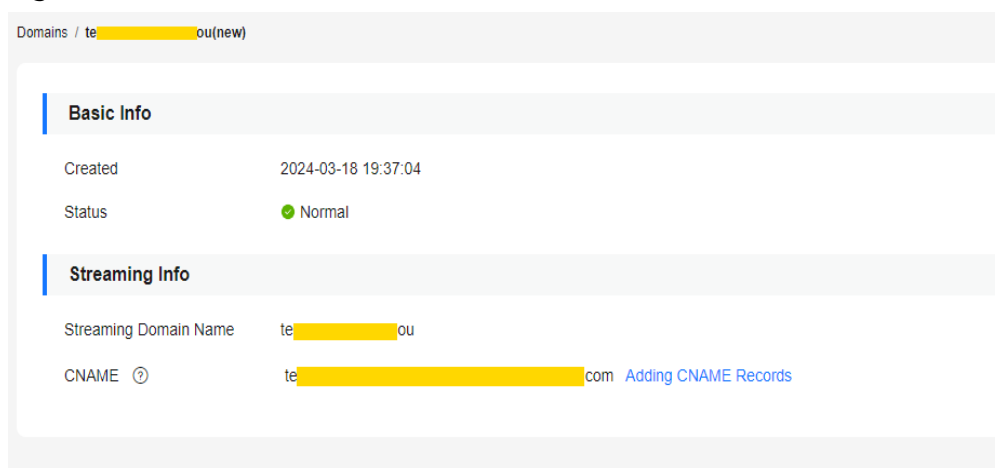 Domains / te ou(new)
Basic Info
Created 2024-03-18 19:37:04
Status Normal
Streaming Info
Streaming Domain Name te ou
CNAME ? te com Adding CNAME Records